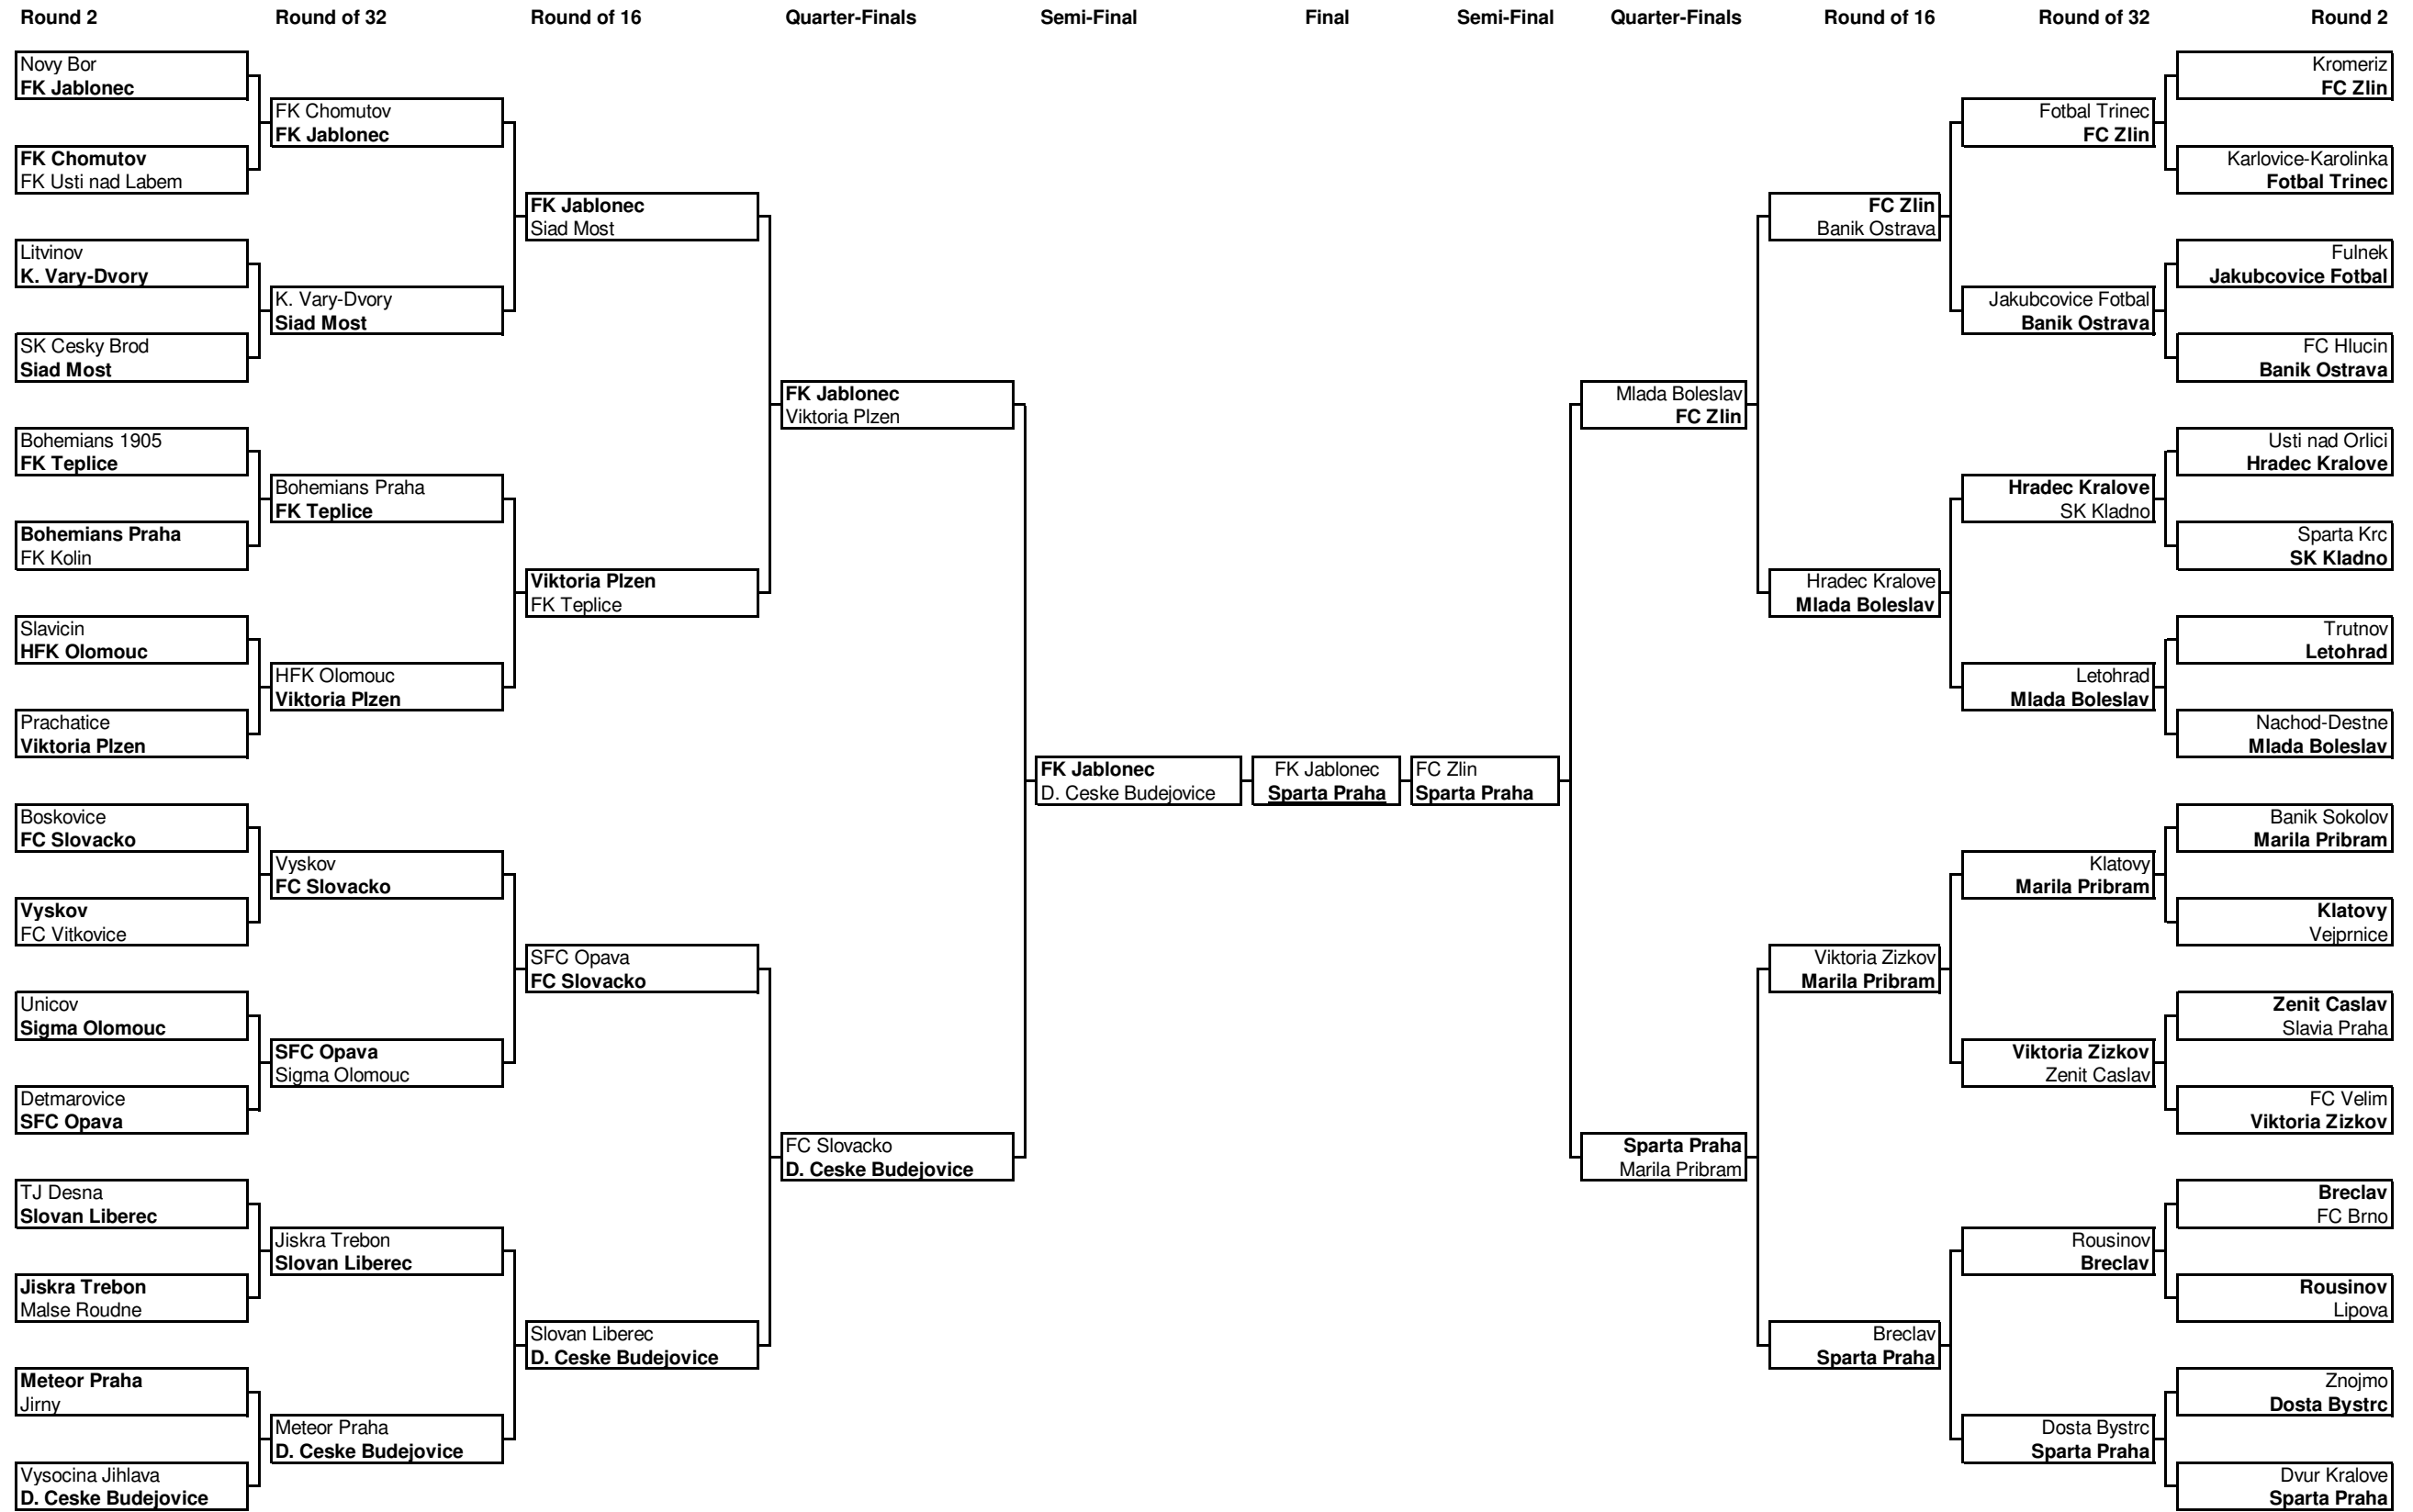 Round 2
Round of 32
Round of 16
Quarter-Finals
Semi-Final
Final
Semi-Final
Quarter-Finals
Round of 16
Round of 32
Round 2
Novy Bor
FK Jablonec
FK Chomutov
FK Usti nad Labem
Litvinov
K. Vary-Dvory
SK Cesky Brod
Siad Most
Bohemians 1905
FK Teplice
Bohemians Praha
FK Kolin
Slavicin
HFK Olomouc
Prachatice
Viktoria Plzen
Boskovice
FC Slovacko
Vyskov
FC Vitkovice
Unicov
Sigma Olomouc
Detmarovice
SFC Opava
TJ Desna
Slovan Liberec
Jiskra Trebon
Malse Roudne
Meteor Praha
Jirny
Vysocina Jihlava
D. Ceske Budejovice
FK Chomutov
FK Jablonec
K. Vary-Dvory
Siad Most
Bohemians Praha
FK Teplice
HFK Olomouc
Viktoria Plzen
Vyskov
FC Slovacko
SFC Opava
Sigma Olomouc
Jiskra Trebon
Slovan Liberec
Meteor Praha
D. Ceske Budejovice
FK Jablonec
Siad Most
Viktoria Plzen
FK Teplice
SFC Opava
FC Slovacko
Slovan Liberec
D. Ceske Budejovice
FK Jablonec
Viktoria Plzen
FC Slovacko
D. Ceske Budejovice
FK Jablonec
D. Ceske Budejovice
FK Jablonec
Sparta Praha
FC Zlin
Sparta Praha
Mlada Boleslav
FC Zlin
Sparta Praha
Marila Pribram
FC Zlin
Banik Ostrava
Hradec Kralove
Mlada Boleslav
Viktoria Zizkov
Marila Pribram
Breclav
Sparta Praha
Fotbal Trinec
FC Zlin
Jakubcovice Fotbal
Banik Ostrava
Hradec Kralove
SK Kladno
Letohrad
Mlada Boleslav
Klatovy
Marila Pribram
Viktoria Zizkov
Zenit Caslav
Rousinov
Breclav
Dosta Bystrc
Sparta Praha
Kromeriz
FC Zlin
Karlovice-Karolinka
Fotbal Trinec
Fulnek
Jakubcovice Fotbal
FC Hlucin
Banik Ostrava
Usti nad Orlici
Hradec Kralove
Sparta Krc
SK Kladno
Trutnov
Letohrad
Nachod-Destne
Mlada Boleslav
Banik Sokolov
Marila Pribram
Klatovy
Vejprnice
Zenit Caslav
Slavia Praha
FC Velim
Viktoria Zizkov
Breclav
FC Brno
Rousinov
Lipova
Znojmo
Dosta Bystrc
Dvur Kralove
Sparta Praha